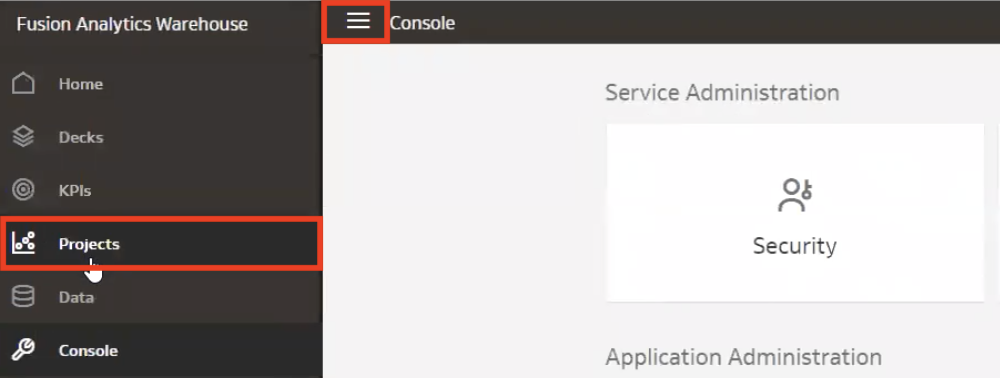 Fusion Analytics Warehouse
Home
Decks
KPIs
Projects
Data
Console
Console
Service Administration
Security
Application Administration